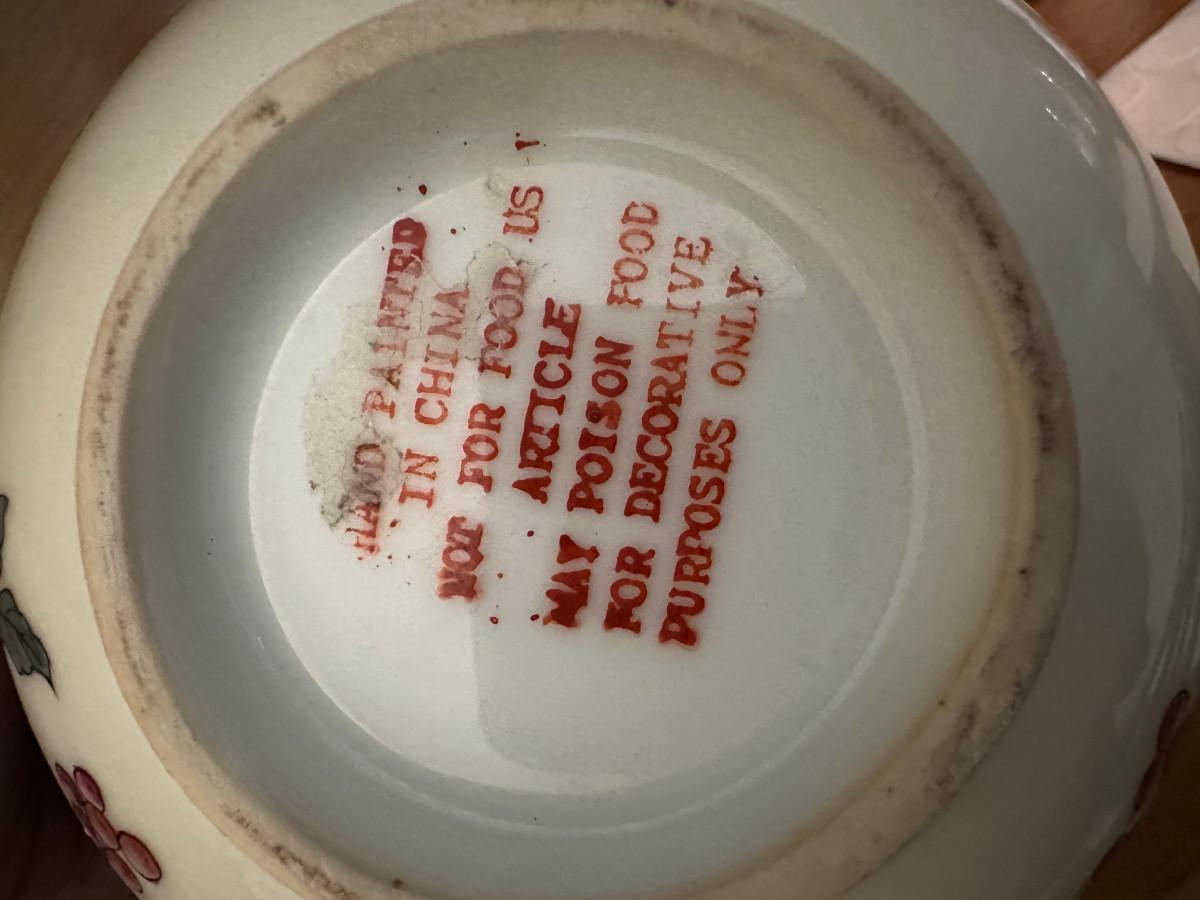 HAND PAINTED
IN CHINA
NOT FOR FOOD US
ARTICLE
MAY POISON FOOD
FOR DECORATIVE
PURPOSES ONLY